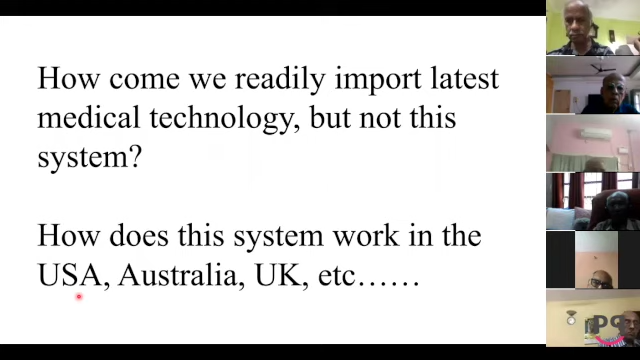 How come we readily import latest
medical technology, but not this
system?
How does this system work in the
USA, Australia, UK, etc……